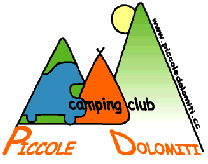 www.piccoledolomiti.cc
camping club
PICCOLE DOLOMITI